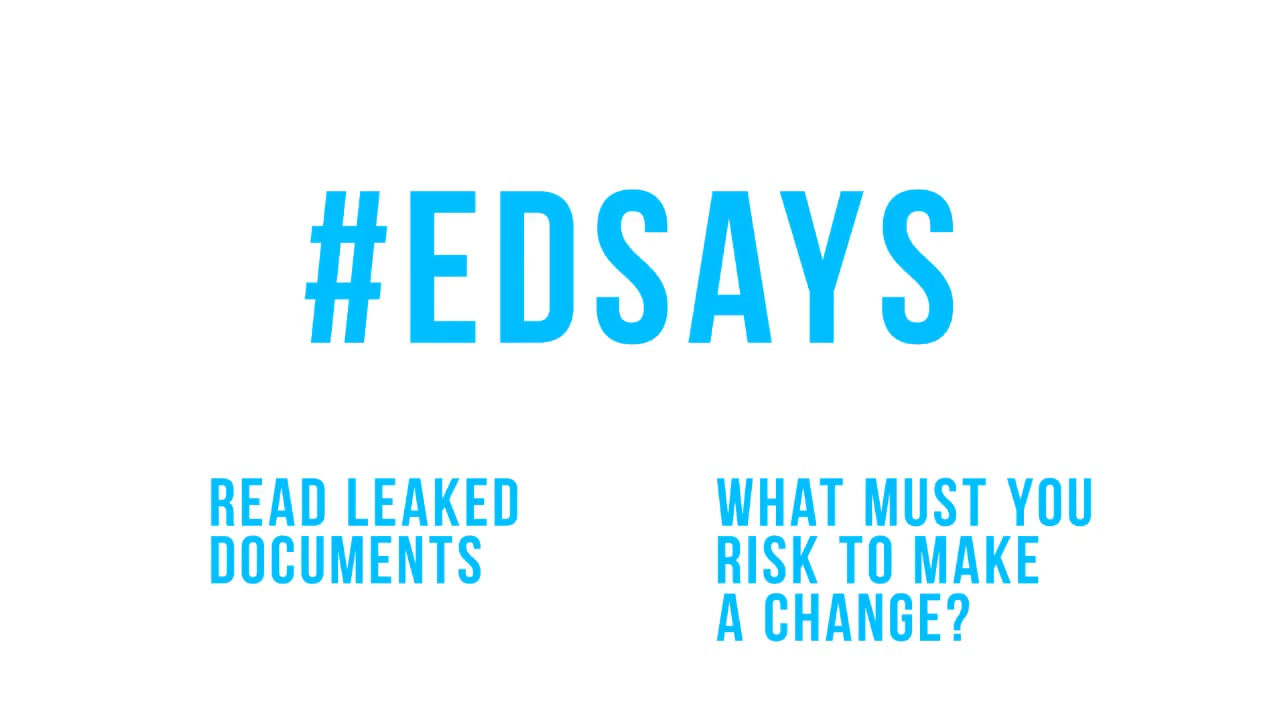 #EDSAYS
READ LEAKED
DOCUMENTS
WHAT MUST YOU
RISK TO MAKE
A CHANGE?